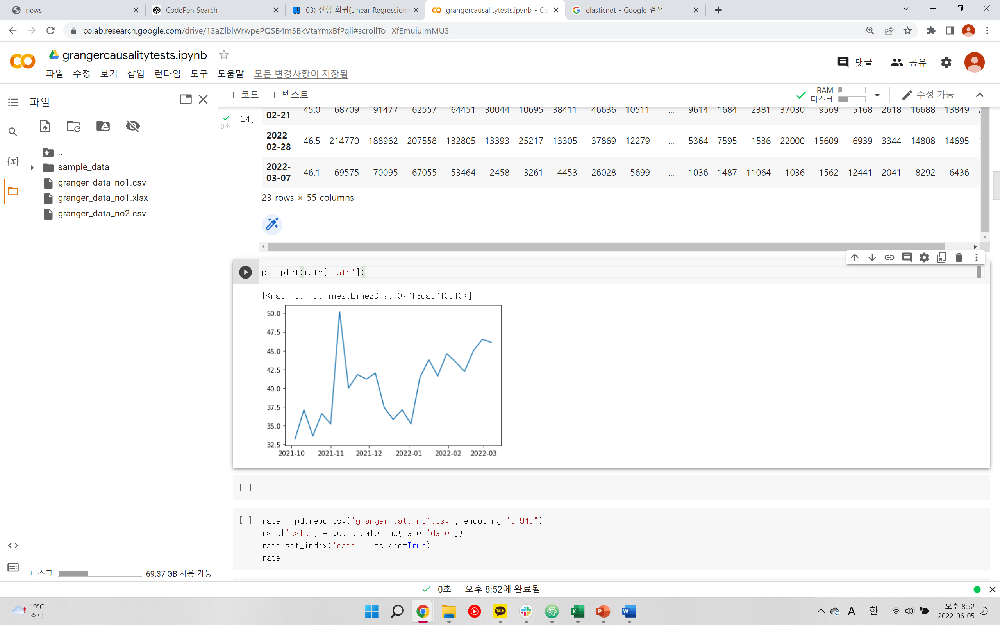 news
CodePen Search
03) 선형 회귀(Linear Regression)
grangercausalitytests.ipynb - Co
elasticnet - Google 검색
colab.research.google.com/drive/13aZlblWrwpePQSB4m5BkVtaYmxBfPqli#scrollTo=XfEmuiuImMU3
grangercausalitytests.ipynb
댓글
공유
파일 수정 보기 삽입 런타임 도구 도움말 모든 변경사항이 저장됨
파일
+ 코드 + 텍스트
RAM
디스크
수정 가능
..
sample_data
granger_data_no1.csv
granger_data_no1.xlsx
granger_data_no2.csv
{x}
디스크 69.37 GB 사용 가능
[24]
0초
02-21 45.0 68709 91477 62557 64451 30044 10695 38411 46636 10511 ... 9614 1684 2381 37030 9569 5168 2618 16688 13849
2022-
02-28 46.5 214770 188962 207558 132805 13393 25217 13305 37869 12279 ... 5364 7595 1536 22000 15609 6939 3344 14808 14695
2022-
03-07 46.1 69575 70095 67055 53464 2458 3261 4453 26028 5699 ... 1036 1487 11064 1036 1562 12441 2041 8292 6436
23 rows × 55 columns
plt.plot(rate['rate'])
[<matplotlib.lines.Line2D at 0x7f8ca9710910>]
50.0
47.5
45.0
42.5
40.0
37.5
35.0
32.5
2021-10 2021-11 2021-12 2022-01 2022-02 2022-03
[ ]
[ ]
rate = pd.read_csv('granger_data_no1.csv', encoding="cp949")
rate['date'] = pd.to_datetime(rate['date'])
rate.set_index('date', inplace=True)
rate
0초 오후 8:52에 완료됨
19°C
흐림
TALK
X
P
W
A
한
오후 8:52
2022-06-05